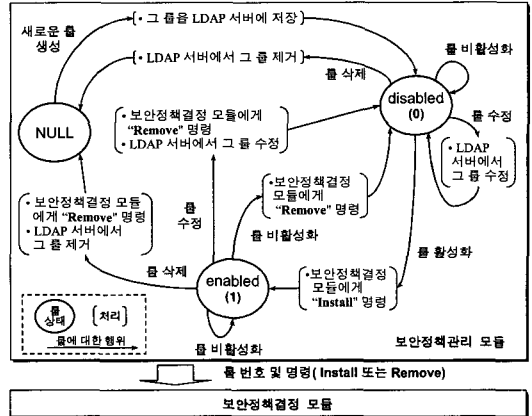 새로운 룰
생성
• 그 룰을 LDAP 서버에 저장
• LDAP 서버에서 그 룰 제거
룰 비활성화
룰 삭제
disabled
(0)
NULL
• 보안정책결정 모듈에게
“Remove” 명령
• LDAP 서버에서 그 룰 수정
룰 수정
• LDAP
서버에서
그 룰 수정
• 보안정책결정
모듈에게
“Remove” 명령
• 보안정책결정 모듈
에게 “Remove” 명령
• LDAP 서버에서
그 룰 제거
룰
수정
룰 비활성화
룰 활성화
룰 삭제
enabled
(1)
• 보안정책결정
모듈에게
“Install” 명령
룰
상태
처리
룰에 대한 행위
룰 비활성화
보안정책관리 모듈
룰 번호 및 명령( Install 또는 Remove)
보안정책결정 모듈